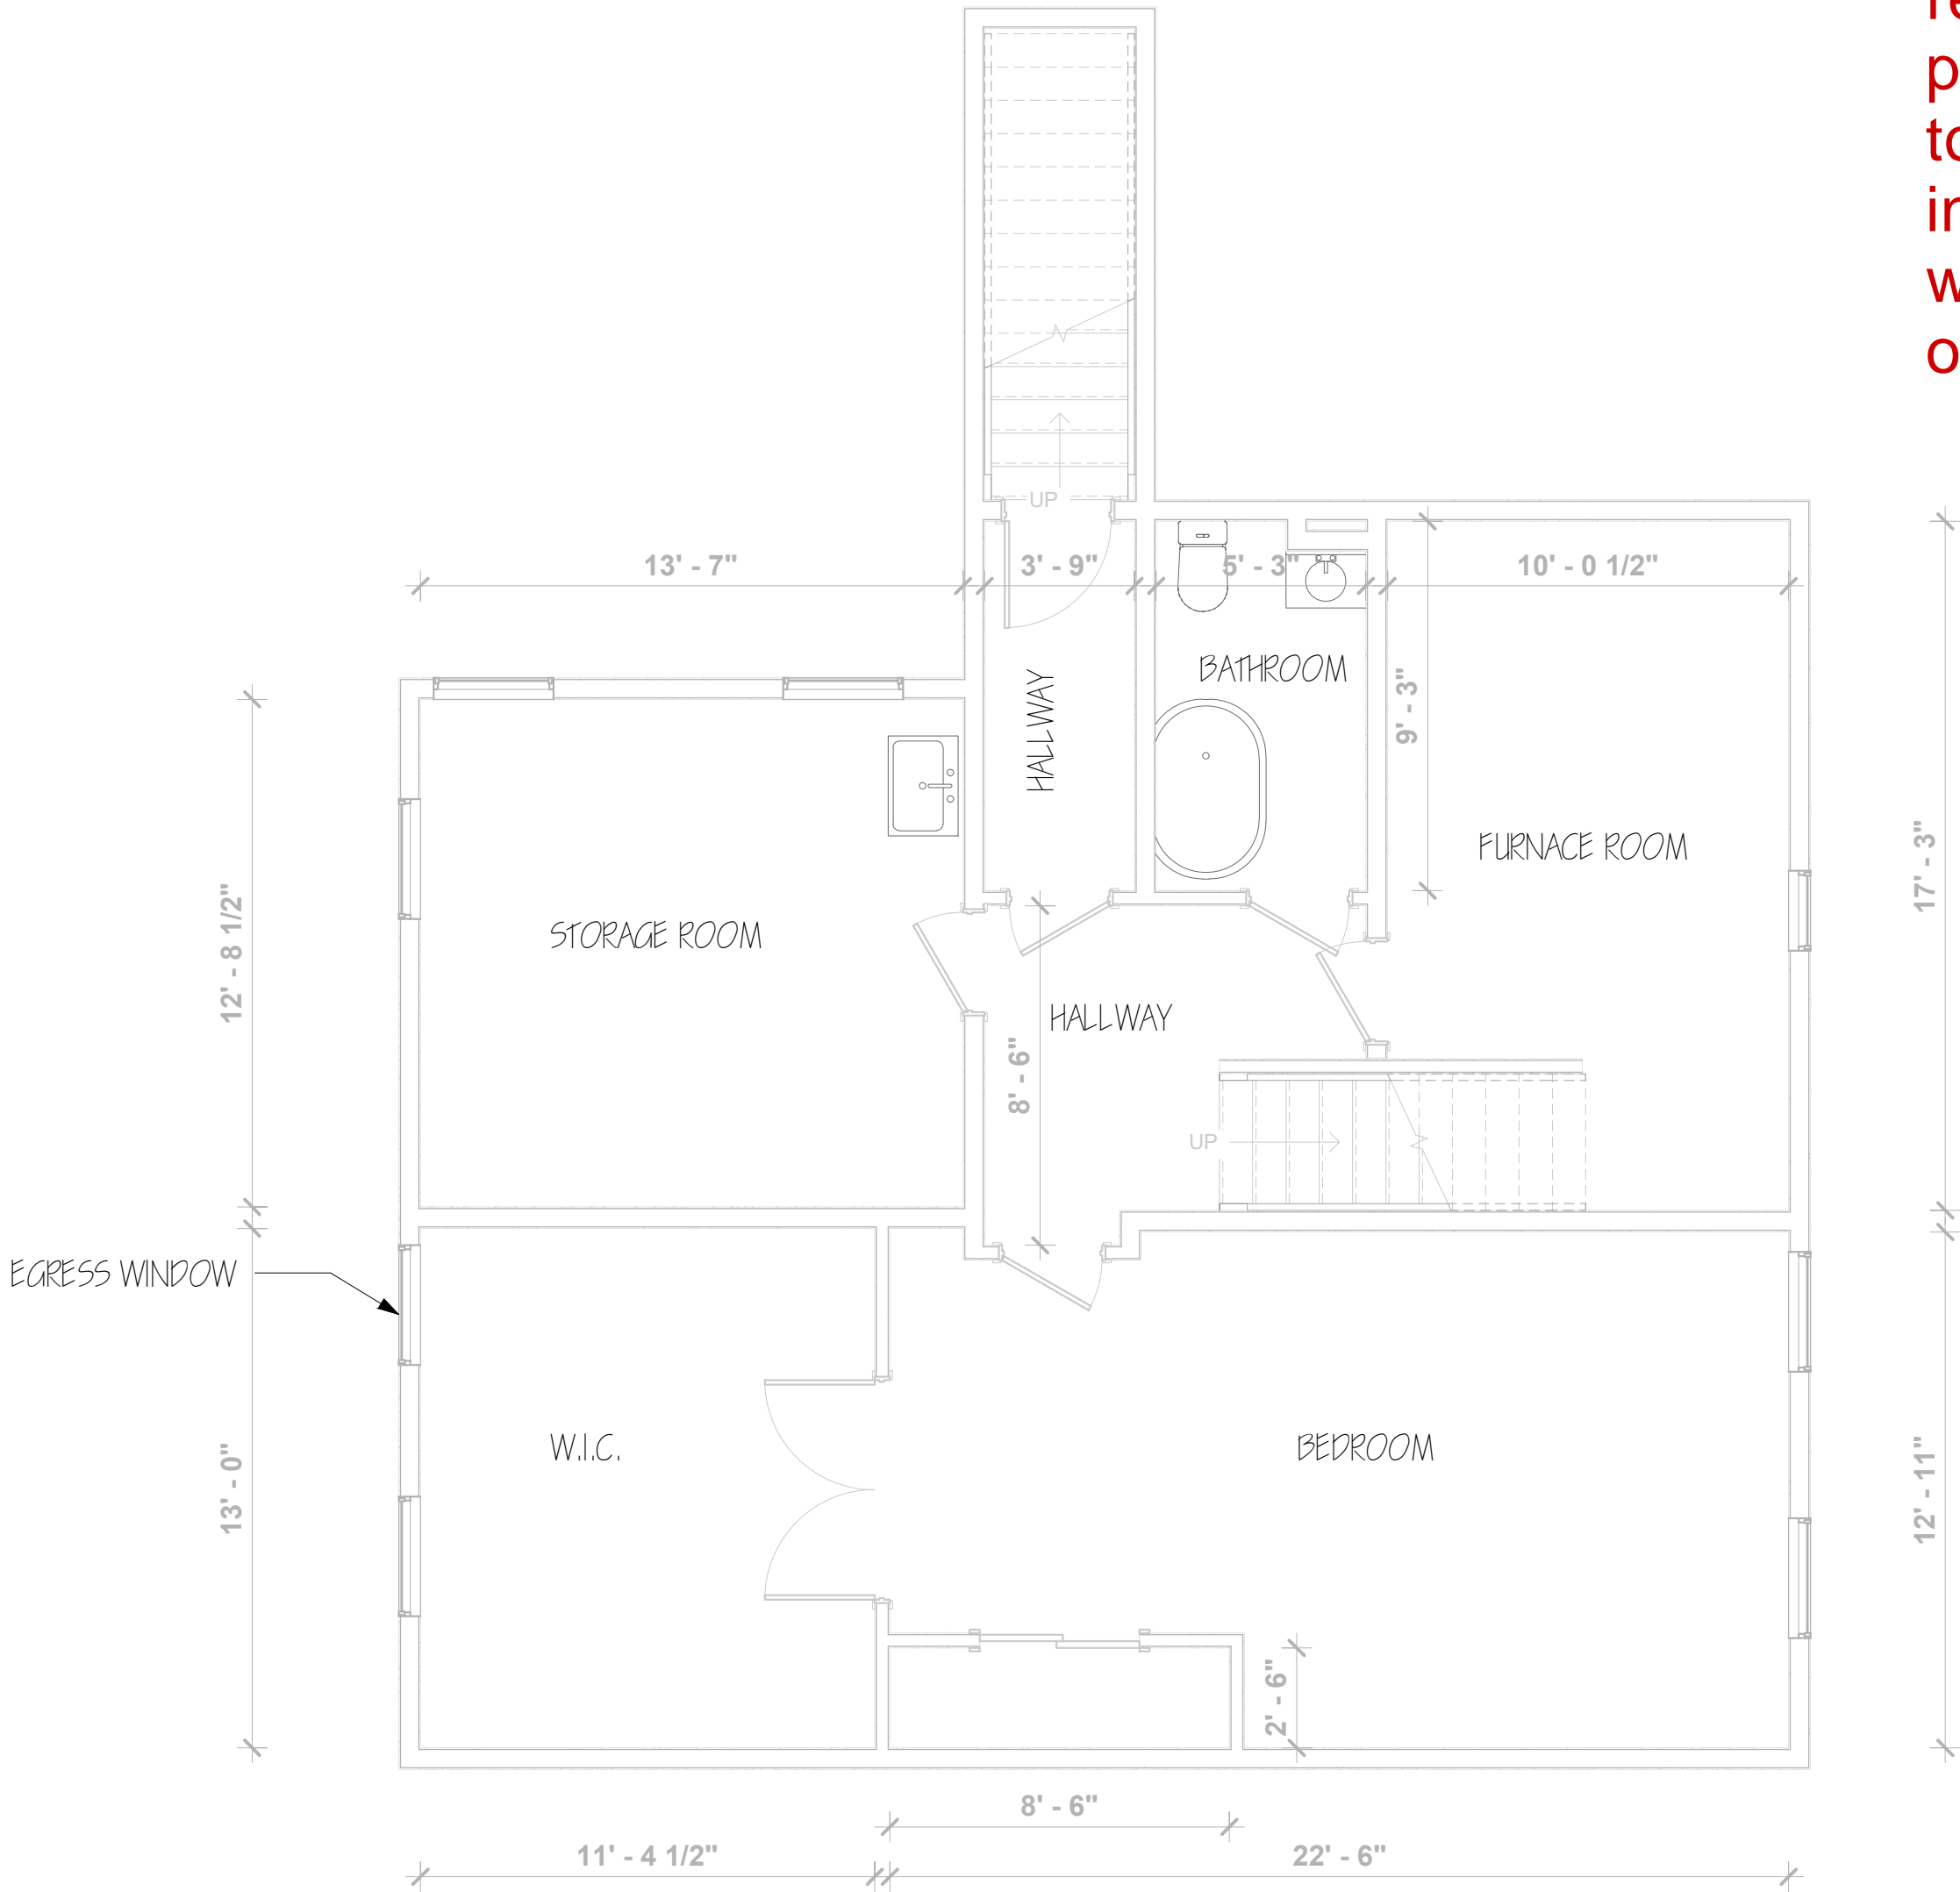 UP
13' - 7"
3' - 9"
5' - 3"
10' - 0 1/2"
BATHROOM
HALLWAY
9' - 3"
FURNACE ROOM
17' - 3"
12' - 8 1/2"
STORAGE ROOM
HALLWAY
8' - 6"
UP
EGRESS WINDOW
W.I.C.
BEDROOM
13' - 0"
12' - 11"
2' - 6"
8' - 6"
11' - 4 1/2"
22' - 6"